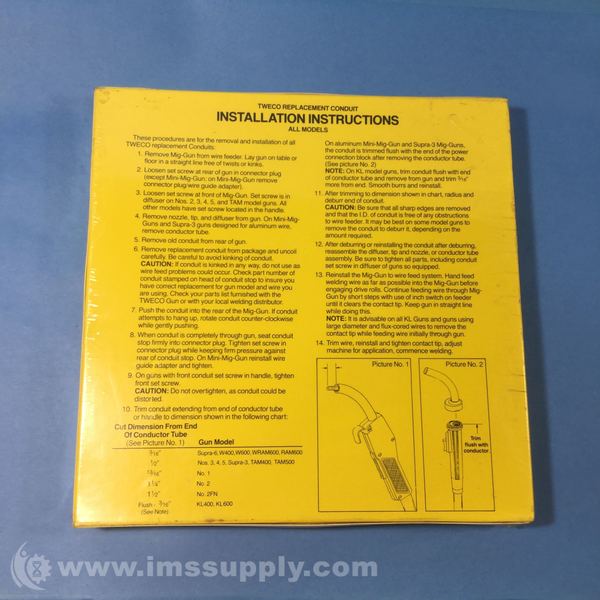 TWECO REPLACEMENT CONDUIT
INSTALLATION INSTRUCTIONS
ALL MODELS
These procedures are for the removal and installation of all
TWECO replacement Conduits:
1. Remove Mig-Gun from wire feeder. Lay gun on table or
floor in a straight line free of twists or kinks.
2. Loosen set screw at rear of gun in connector plug
(except Mini-Mig-Gun; on Mini-Mig-Gun remove
connector plug/wire guide adapter).
3. Loosen set screw at front of Mig-Gun. Set screw is in
diffuser on Nos. 2, 3, 4, 5, and TAM model guns. All
other models have set screw located in the handle.
4. Remove nozzle, tip, and diffuser from gun. On Mini-Mig-
Guns and Supra-3 guns designed for aluminum wire,
remove conductor tube.
5. Remove old conduit from rear of gun.
6. Remove replacement conduit from package and uncoil
carefully. Be careful to avoid kinking of conduit.
CAUTION: If conduit is kinked in any way, do not use as
wire feed problems could occur. Check part number of
conduit stamped on head of conduit stop to insure you
have correct replacement for gun model and wire you
are using. Check your parts list furnished with the
TWECO Gun or with your local welding distributor.
7. Push the conduit into the rear of the Mig-Gun. If conduit
attempts to hang up, rotate conduit counter-clockwise
while gently pushing.
8. When conduit is completely through gun, seat conduit
stop firmly into connector plug. Tighten set screw in
connector plug while keeping firm pressure against
rear of conduit stop. On Mini-Mig-Gun reinstall wire
guide adapter and tighten.
9. On guns with front conduit set screw in handle, tighten
front set screw.
CAUTION: Do not overtighten, as conduit could be
distorted.
10. Trim conduit extending from end of conductor tube
or handle to dimension shown in the following chart:
Cut Dimension From End
Of Conductor Tube
(See Picture No. 1) Gun Model
Supra-6, W400, W600, WRAM600, RAM600
1/2" Nos. 3, 4, 5, Supra-3, TAM400, TAM500
No. 1
1 1/4" No. 2
1 1/2" No. 2FN
Flush - 3/16" KL400, KL600
(See Note)
On aluminum Mini-Mig-Gun and Supra-3 Mig-Guns,
the conduit is trimmed flush with the end of the power
connection block after removing the conductor tube.
(See picture No. 2)
NOTE: On KL model guns, trim conduit flush with end
of conductor tube and remove from gun and trim 3/16"
more from end. Smooth burrs and reinstall.
11. After trimming to dimension shown in chart, radius and
deburr end of conduit.
CAUTION: Be sure that all sharp edges are removed
and that the I.D. of conduit is free of any obstructions
to wire feeder. It may be best on some gun models to
remove the conduit to deburr it, depending on the
amount required.
12. After deburring or reinstalling the conduit after deburring,
reassemble the diffuser, tip and nozzle, or conductor tube
assembly. Be sure to tighten all parts, including conduit
set screw in diffuser of guns so equipped.
13. Reinstall the Mig-Gun to wire feed system. Hand feed
welding wire as far as possible into the Mig-Gun before
engaging drive rolls. Continue feeding wire through Mig-
Gun by short steps with use of inch switch on feeder
until it clears the contact tip. Keep gun in straight line
while doing this.
NOTE: It is advisable on all KL Guns and guns using
large diameter and flux-cored wires to remove the
contact tip while feeding wire initially through the gun.
14. Trim wire, reinstall and tighten contact tip, adjust
machine for application, commence welding.
Picture No. 1
Picture No. 2
Trim
flush with
conductor
www.imssupply.com